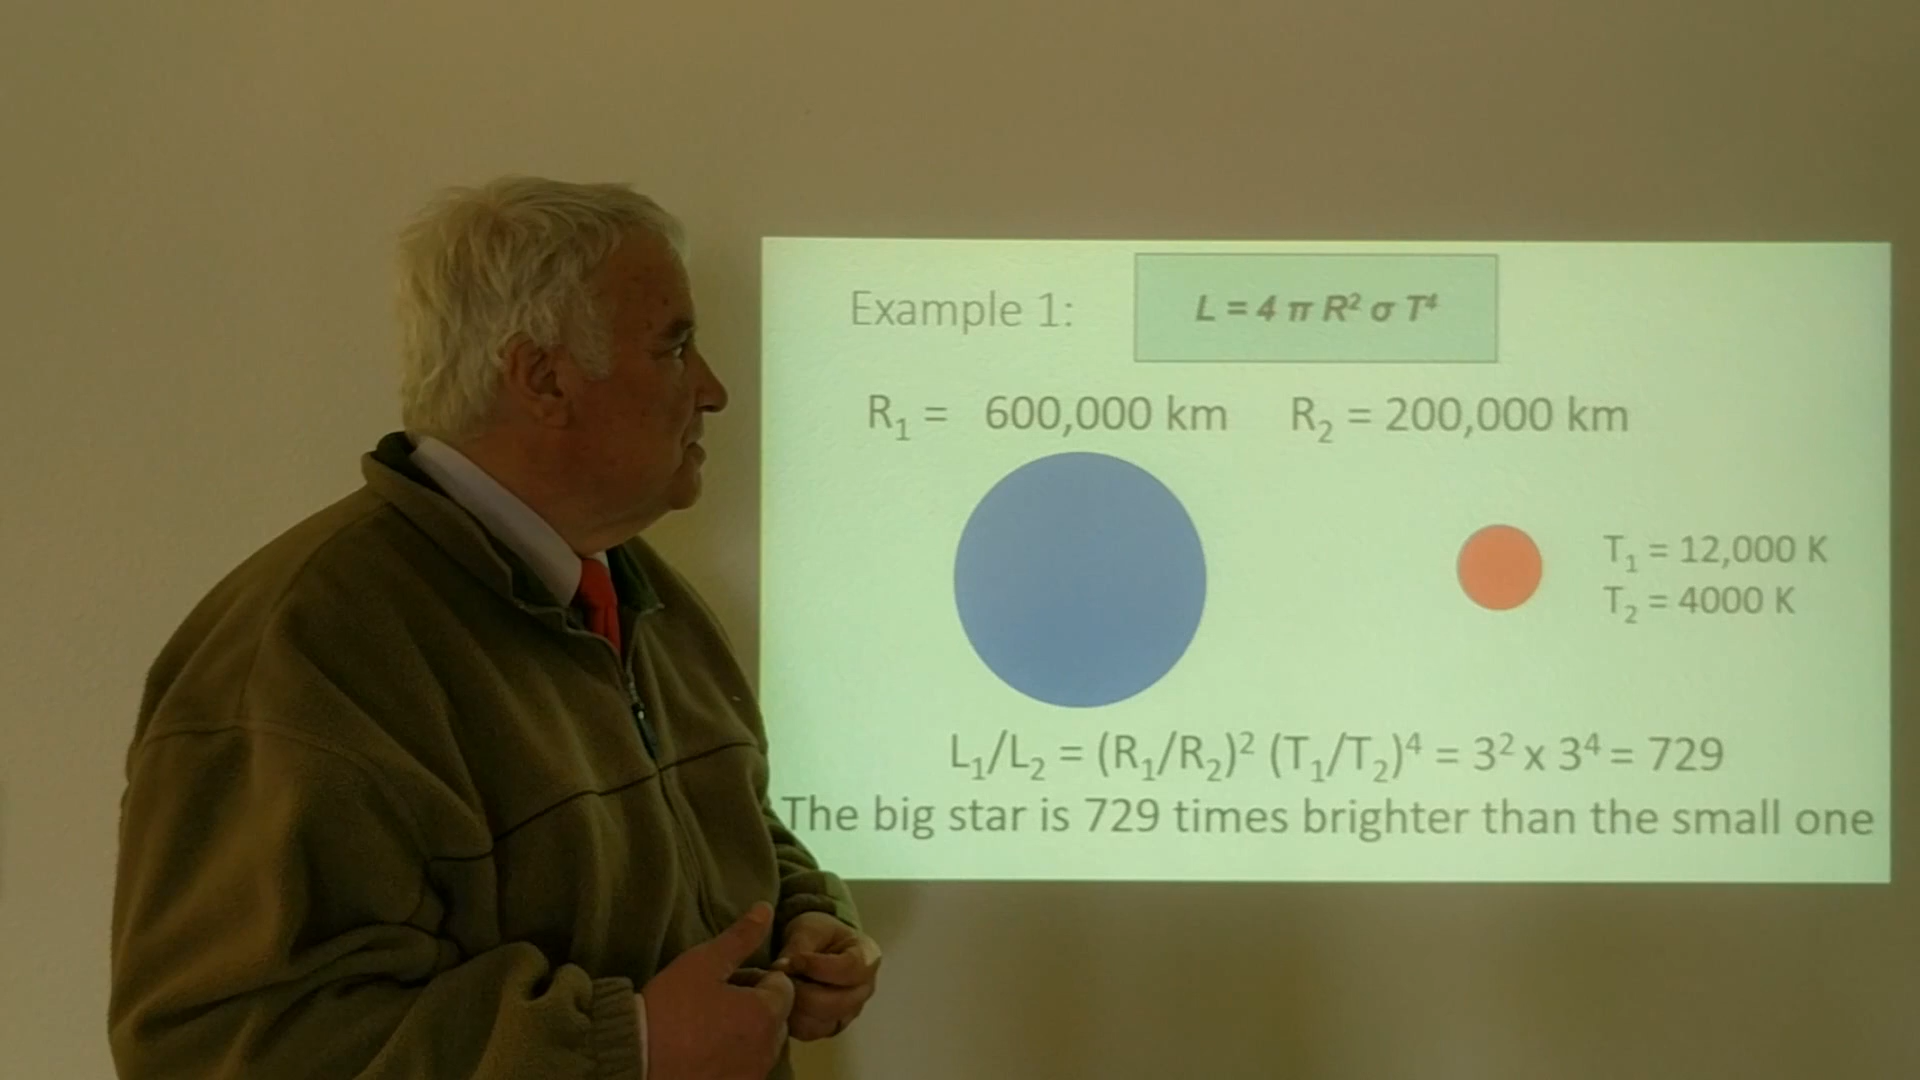 Example 1:
L = 4 π R² σ T⁴
R₁ = 600,000 km R₂ = 200,000 km
T₁ = 12,000 K
T₂ = 4000 K
L₁/L₂ = (R₁/R₂)² (T₁/T₂)⁴ = 3² x 3⁴ = 729
The big star is 729 times brighter than the small one